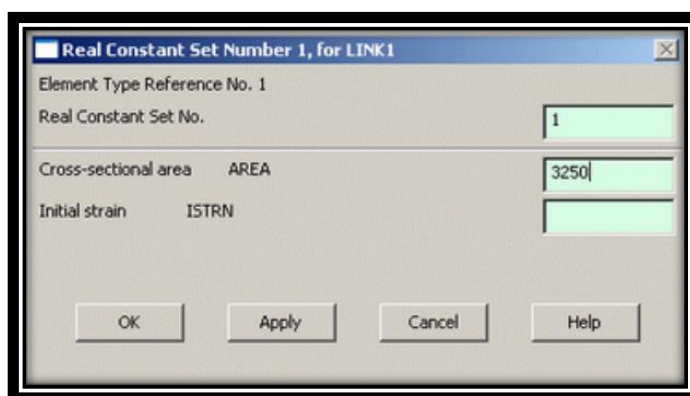 Real Constant Set Number 1, for LINK1
Element Type Reference No. 1
Real Constant Set No. 1
Cross-sectional area AREA 3250
Initial strain ISTRN
OK Apply Cancel Help